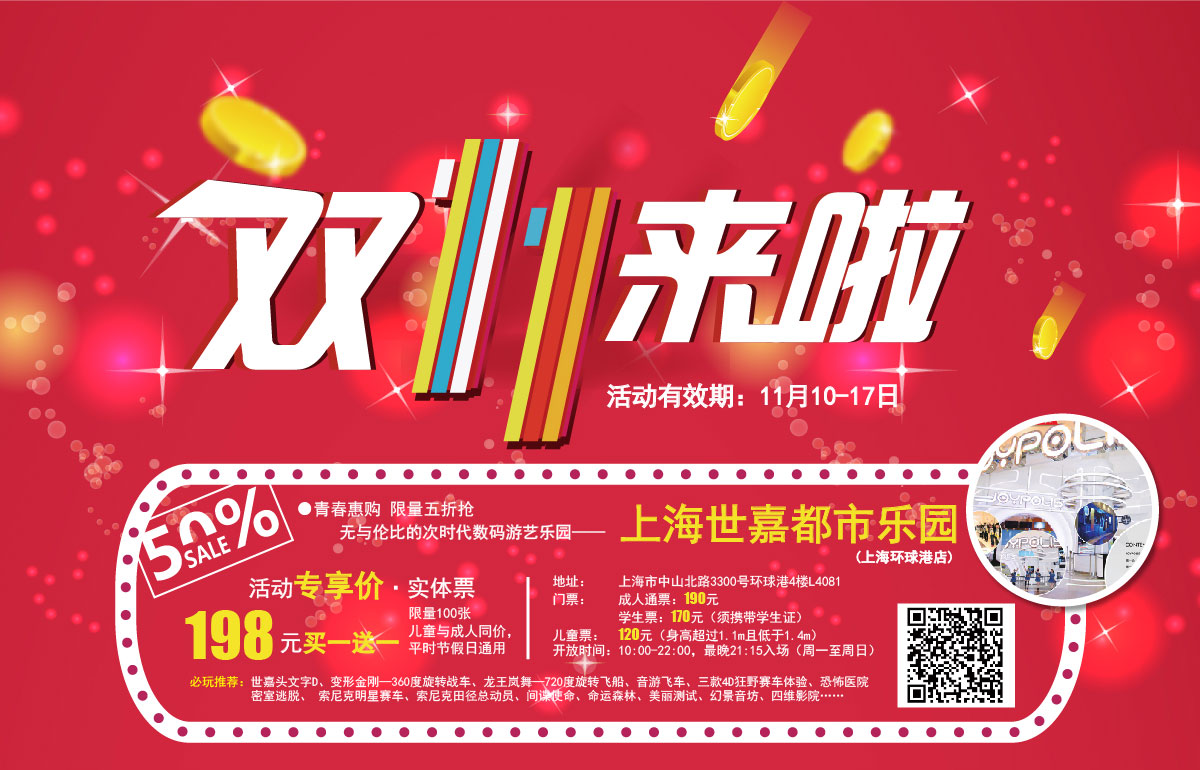 双11来啦
活动有效期：11月10-17日
50%
SALE
●青春惠购 限量五折抢
无与伦比的次时代数码游艺乐园——
上海世嘉都市乐园
（上海环球港店）
JOYPOLIS
JOYPOLIS
活动专享价·实体票
198元买一送一
限量100张
儿童与成人同价，
平时节假日通用
地址： 上海市中山北路3300号环球港4楼L4081
门票： 成人通票：190元
学生票：170元（须携带学生证）
儿童票： 120元（身高超过1.1m且低于1.4m）
开放时间：10:00-22:00，最晚21:15入场（周一至周日）
必玩推荐：世嘉头文字D、变形金刚—360度旋转战车、龙王岚舞—720度旋转飞船、音游飞车、三款4D狂野赛车体验、恐怖医院
密室逃脱、 索尼克明星赛车、索尼克田径总动员、间谍使命、命运森林、美丽测试、幻景音坊、四维影院……